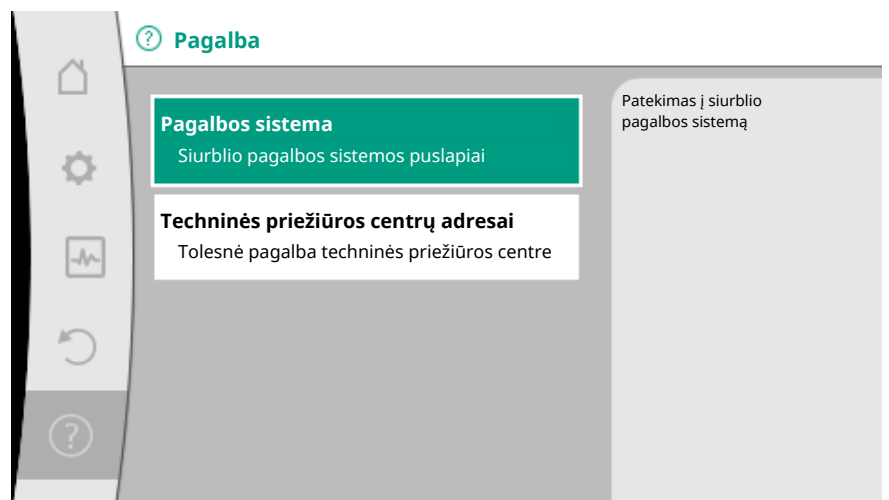 Pagalba
Pagalbos sistema
Siurblio pagalbos sistemos puslapiai
Techninės priežiūros centrų adresai
Tolesnė pagalba techninės priežiūros centre
Patekimas į siurblio
pagalbos sistemą